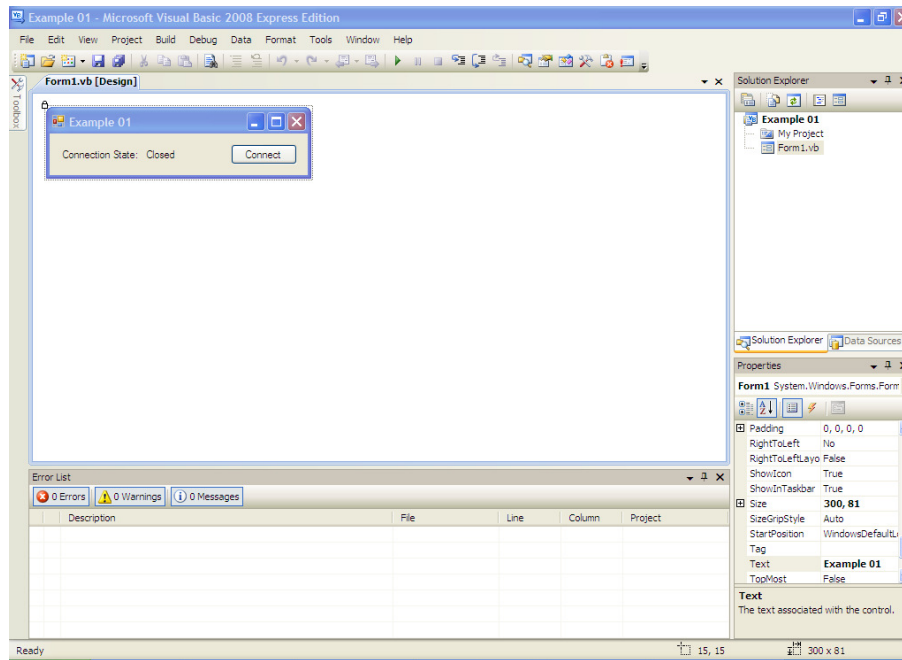 Example 01 - Microsoft Visual Basic 2008 Express Edition
File Edit View Project Build Debug Data Format Tools Window Help
Toolbox
Form1.vb [Design]
Example 01
Connection State: Closed Connect
Solution Explorer
Example 01
My Project
Form1.vb
Solution Explorer Data Sources
Properties
Form1 System.Windows.Forms.Form
Padding 0, 0, 0, 0
RightToLeft No
RightToLeftLayo False
ShowIcon True
ShowInTaskbar True
Size 300, 81
SizeGripStyle Auto
StartPosition WindowsDefaultLo
Tag
Text Example 01
TopMost False
Text
The text associated with the control.
Error List
0 Errors 0 Warnings 0 Messages
Description File Line Column Project
Ready 15, 15 300 x 81